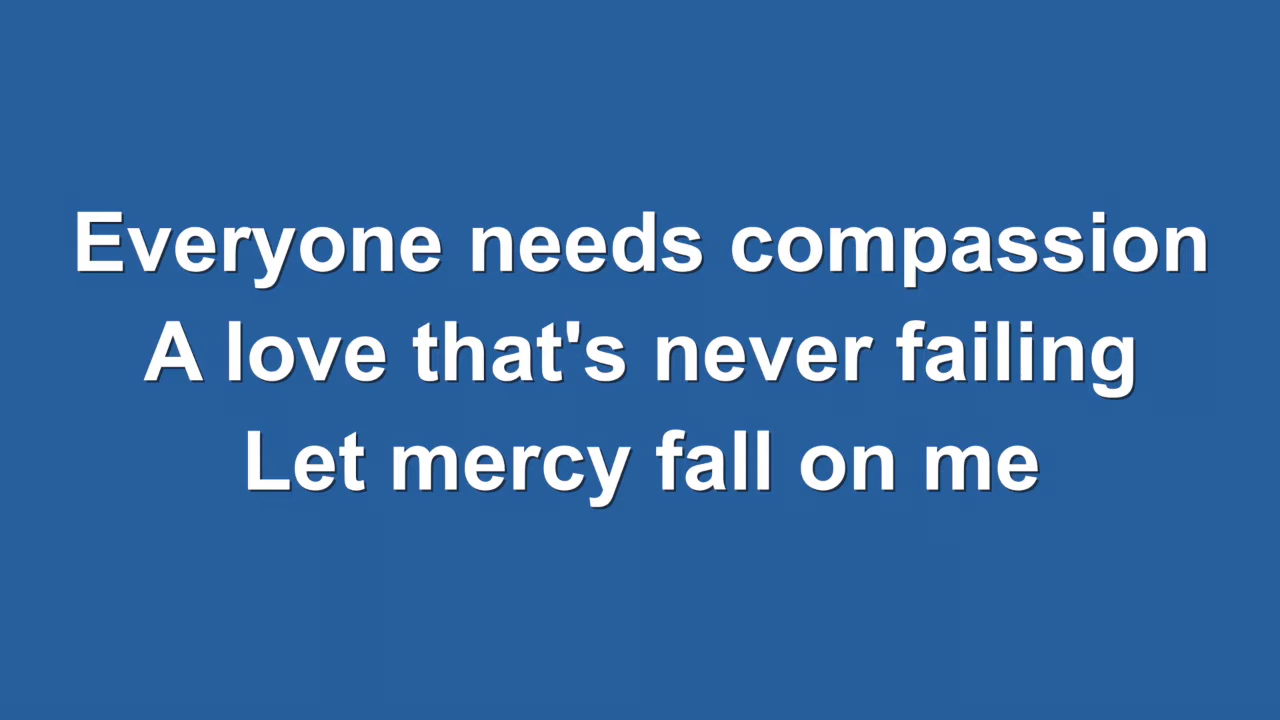 Everyone needs compassion
A love that's never failing
Let mercy fall on me